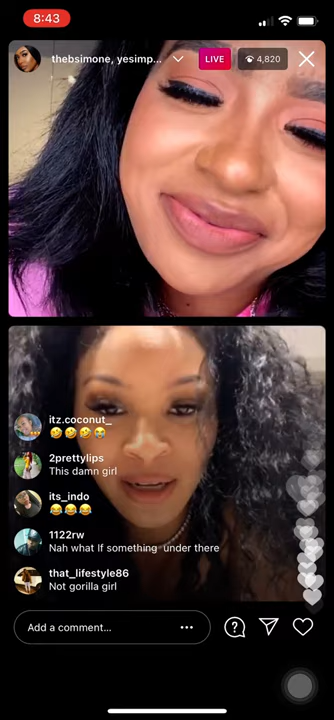 8:43
thebsimone, yesimp...
LIVE
4,820
itz.coconut_
🤣🤣🤣😭
2prettylips
This damn girl
its_indo
😂😂😂
1122rw
Nah what If something under there
that_lifestyle86
Not gorilla girl
Add a comment...